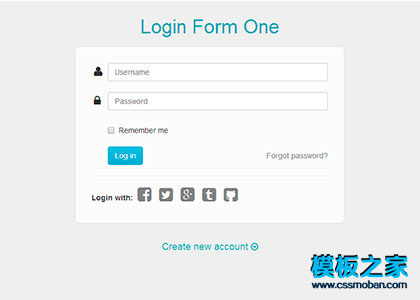 Login Form One
Username
Password
Remember me
Log in
Forgot password?
Login with:
Create new account
模板之家
www.cssmoban.com